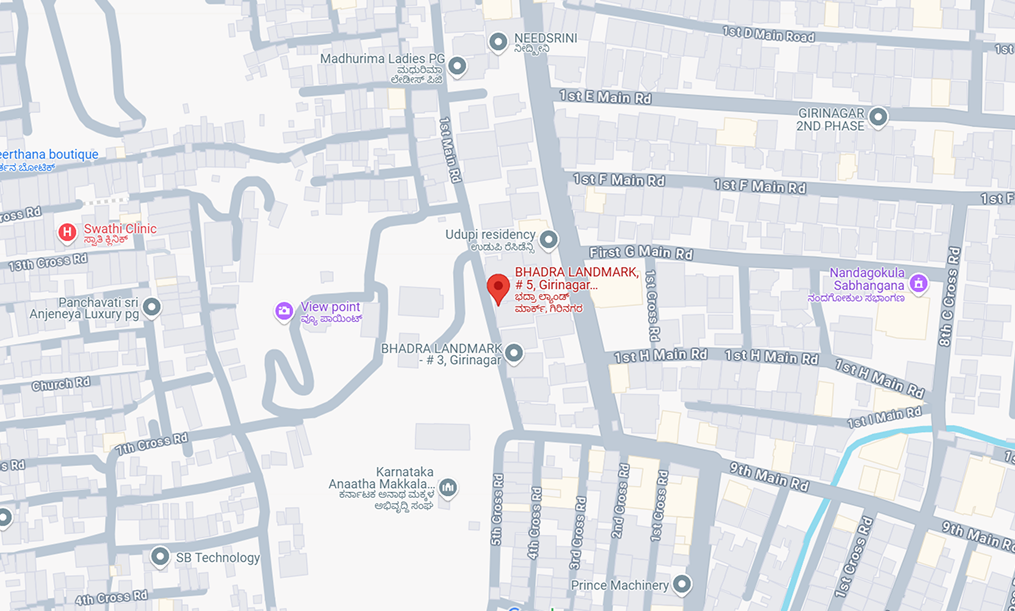 1st D Main Road
1st
NEEDSRINI
ನೀಡ್ಸ್ರಿನಿ
Madhurima Ladies PG
ಮಧುರಿಮಾ
ಲೇಡೀಸ್ ಪಿಜಿ
1st E Main Rd
GIRINAGAR
2ND PHASE
1st Main Rd
eerthana boutique
ರ್ತನ ಬೋಟಿಕ್
1st F Main Rd
1st F Main Rd
1st F
ross Rd
Swathi Clinic
ಸ್ವಾತಿ ಕ್ಲಿನಿಕ್
Udupi residency
ಉಡುಪಿ ರೆಸಿಡೆನ್ಸಿ
First G Main Rd
8th Cross Rd
13th Cross Rd
BHADRA LANDMARK,
# 5, Girinagar...
ಭದ್ರಾ ಲ್ಯಾಂಡ್
ಮಾರ್ಕ್, ಗಿರಿನಗರ
1st Cross Rd
Nandagokula
Sabhangana
ನಂದಗೋಕುಲ ಸಭಾಂಗಣ
Panchavati sri
Anjeneya Luxury pg
View point
ವ್ಯೂ ಪಾಯಿಂಟ್
BHADRA LANDMARK
- # 3, Girinagar
1st H Main Rd
1st H Main Rd
1st H Main Rd
Church Rd
1st I Main Rd
7th Cross Rd
s Rd
9th Main Rd
Karnataka
Anaatha Makkala...
ಕರ್ನಾಟಕ ಅನಾಥ ಮಕ್ಕಳ
ಅಭಿವೃದ್ಧಿ ಸಂಘ
5th Cross Rd
4th Cross Rd
3rd Cross Rd
2nd Cross Rd
1st Cross Rd
9th Main Rd
1st Cross Rd
SB Technology
Prince Machinery
4th Cross Rd